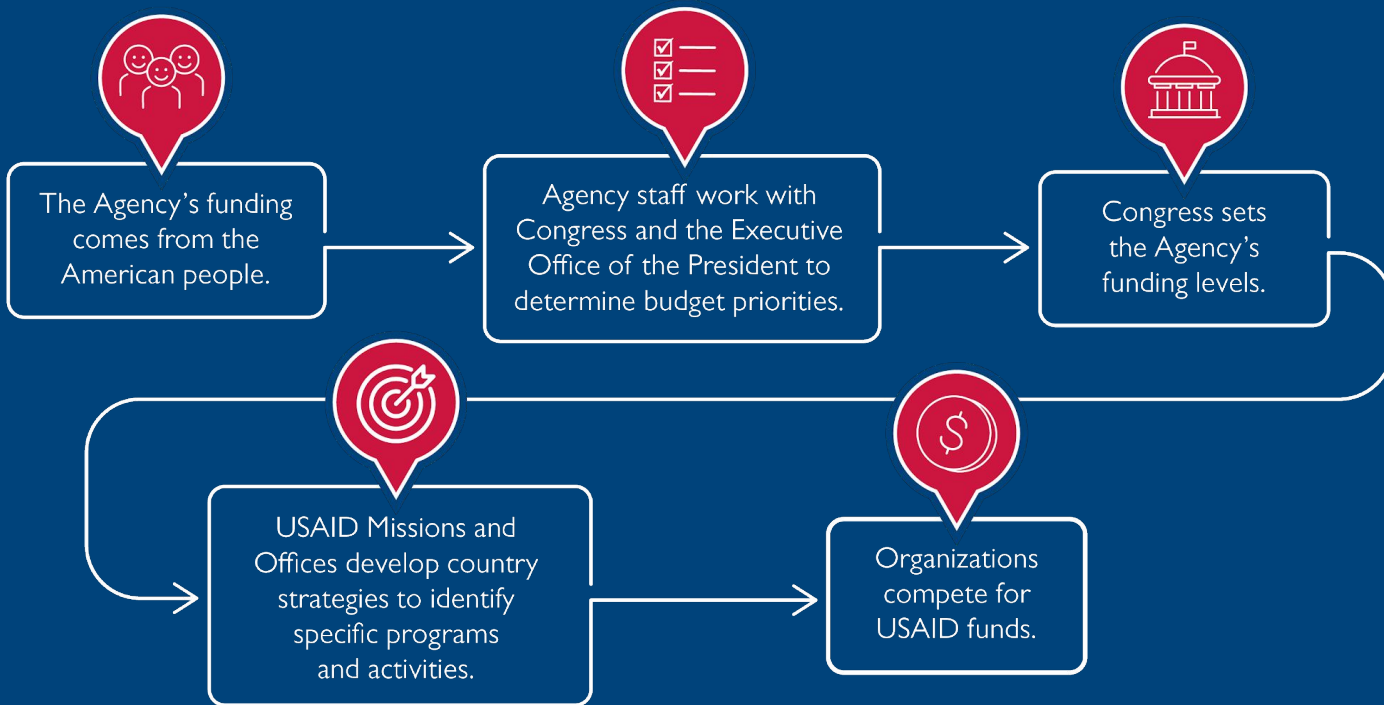 The Agency’s funding
comes from the
American people.
Agency staff work with
Congress and the Executive
Office of the President to
determine budget priorities.
Congress sets
the Agency’s
funding levels.
USAID Missions and
Offices develop country
strategies to identify
specific programs
and activities.
$
Organizations
compete for
USAID funds.